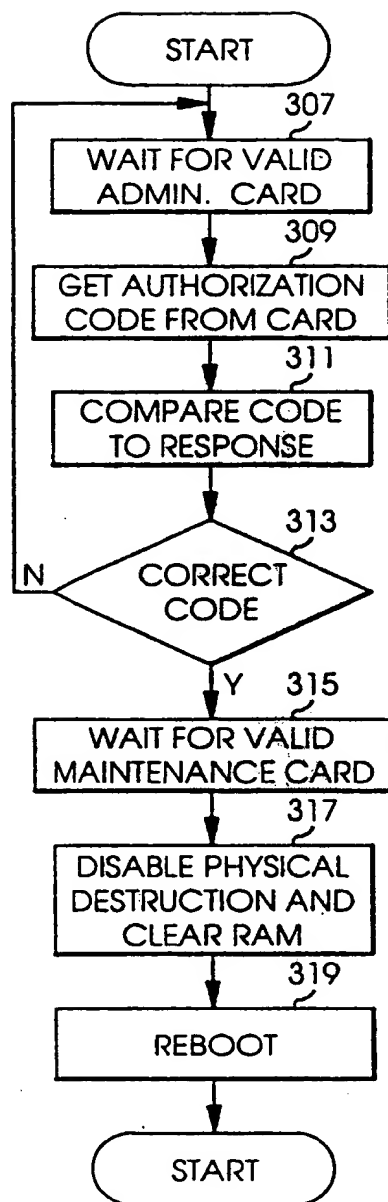 START
307
WAIT FOR VALID
ADMIN. CARD
309
GET AUTHORIZATION
CODE FROM CARD
311
COMPARE CODE
TO RESPONSE
313
CORRECT
CODE
N
Y
315
WAIT FOR VALID
MAINTENANCE CARD
317
DISABLE PHYSICAL
DESTRUCTION AND
CLEAR RAM
319
REBOOT
START